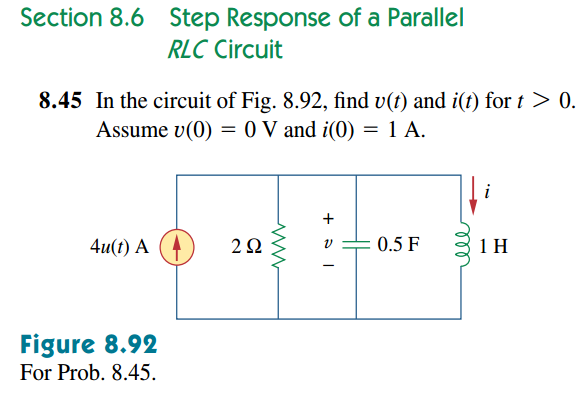 Section 8.6 Step Response of a Parallel
RLC Circuit
8.45 In the circuit of Fig. 8.92, find v(t) and i(t) for t > 0.
Assume v(0) = 0 V and i(0) = 1 A.
i
+
4u(t) A 2 Ω v 0.5 F 1 H
−
Figure 8.92
For Prob. 8.45.